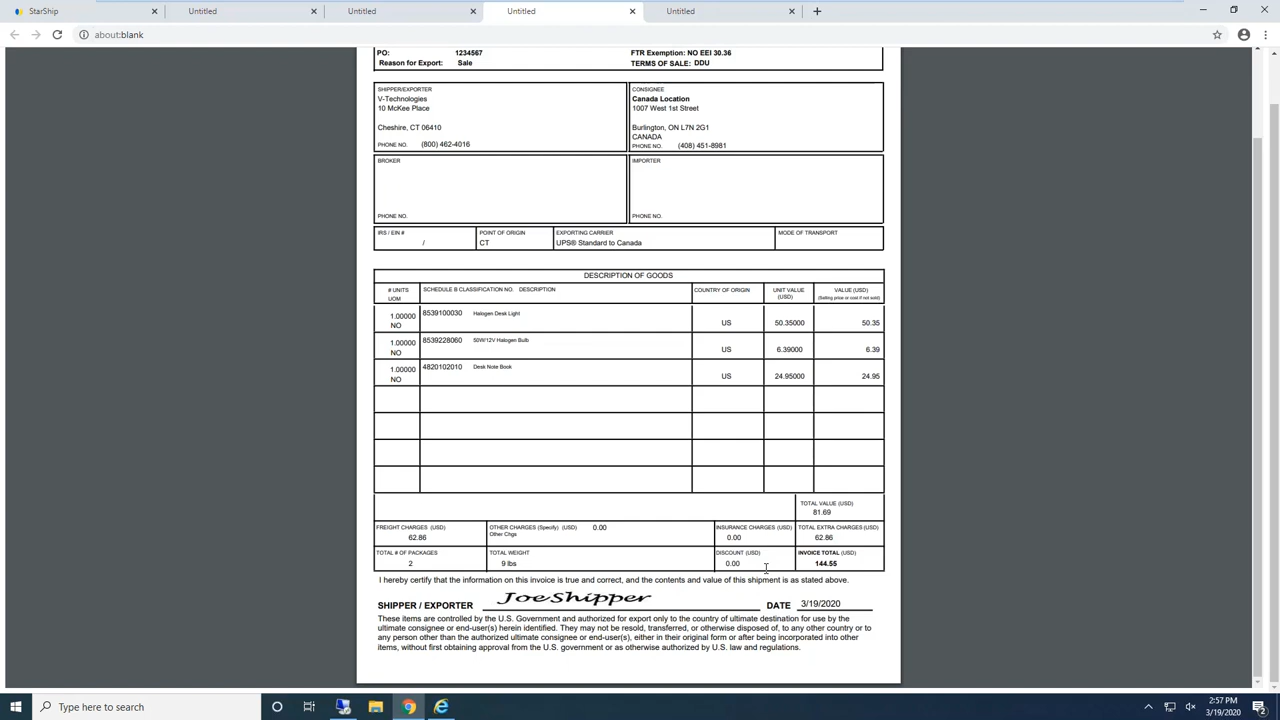 StarShip
Untitled
Untitled
Untitled
Untitled
about:blank
PO: 1234567 FTR Exemption: NO EEI 30.36
Reason for Export: Sale TERMS OF SALE: DDU
SHIPPER/EXPORTER
V-Technologies
10 McKee Place
Cheshire, CT 06410
PHONE NO. (800) 462-4016
CONSIGNEE
Canada Location
1007 West 1st Street
Burlington, ON L7N 2G1
CANADA
PHONE NO. (408) 451-8981
BROKER
PHONE NO.
IMPORTER
PHONE NO.
IRS / EIN # POINT OF ORIGIN EXPORTING CARRIER MODE OF TRANSPORT
/ CT UPS® Standard to Canada
DESCRIPTION OF GOODS
# UNITS UOM SCHEDULE B CLASSIFICATION NO. DESCRIPTION COUNTRY OF ORIGIN UNIT VALUE (USD) VALUE (USD) (Selling price or cost if not sold)
1.00000 NO 8539100030 Halogen Desk Light US 50.35000 50.35
1.00000 NO 8539228060 50W/12V Halogen Bulb US 6.39000 6.39
1.00000 NO 4820102010 Desk Note Book US 24.95000 24.95
TOTAL VALUE (USD)
81.69
FREIGHT CHARGES (USD) OTHER CHARGES (Specify) (USD) 0.00 INSURANCE CHARGES (USD) TOTAL EXTRA CHARGES (USD)
62.86 Other Chgs 0.00 62.86
TOTAL # OF PACKAGES TOTAL WEIGHT DISCOUNT (USD) INVOICE TOTAL (USD)
2 9 lbs 0.00 144.55
I hereby certify that the information on this invoice is true and correct, and the contents and value of this shipment is as stated above.
SHIPPER / EXPORTER Joe Shipper DATE 3/19/2020
These items are controlled by the U.S. Government and authorized for export only to the country of ultimate destination for use by the
ultimate consignee or end-user(s) herein identified. They may not be resold, transferred, or otherwise disposed of, to any other country or to
any person other than the authorized ultimate consignee or end-user(s), either in their original form or after being incorporated into other
items, without first obtaining approval from the U.S. government or as otherwise authorized by U.S. law and regulations.
Type here to search
2:57 PM
3/19/2020
2